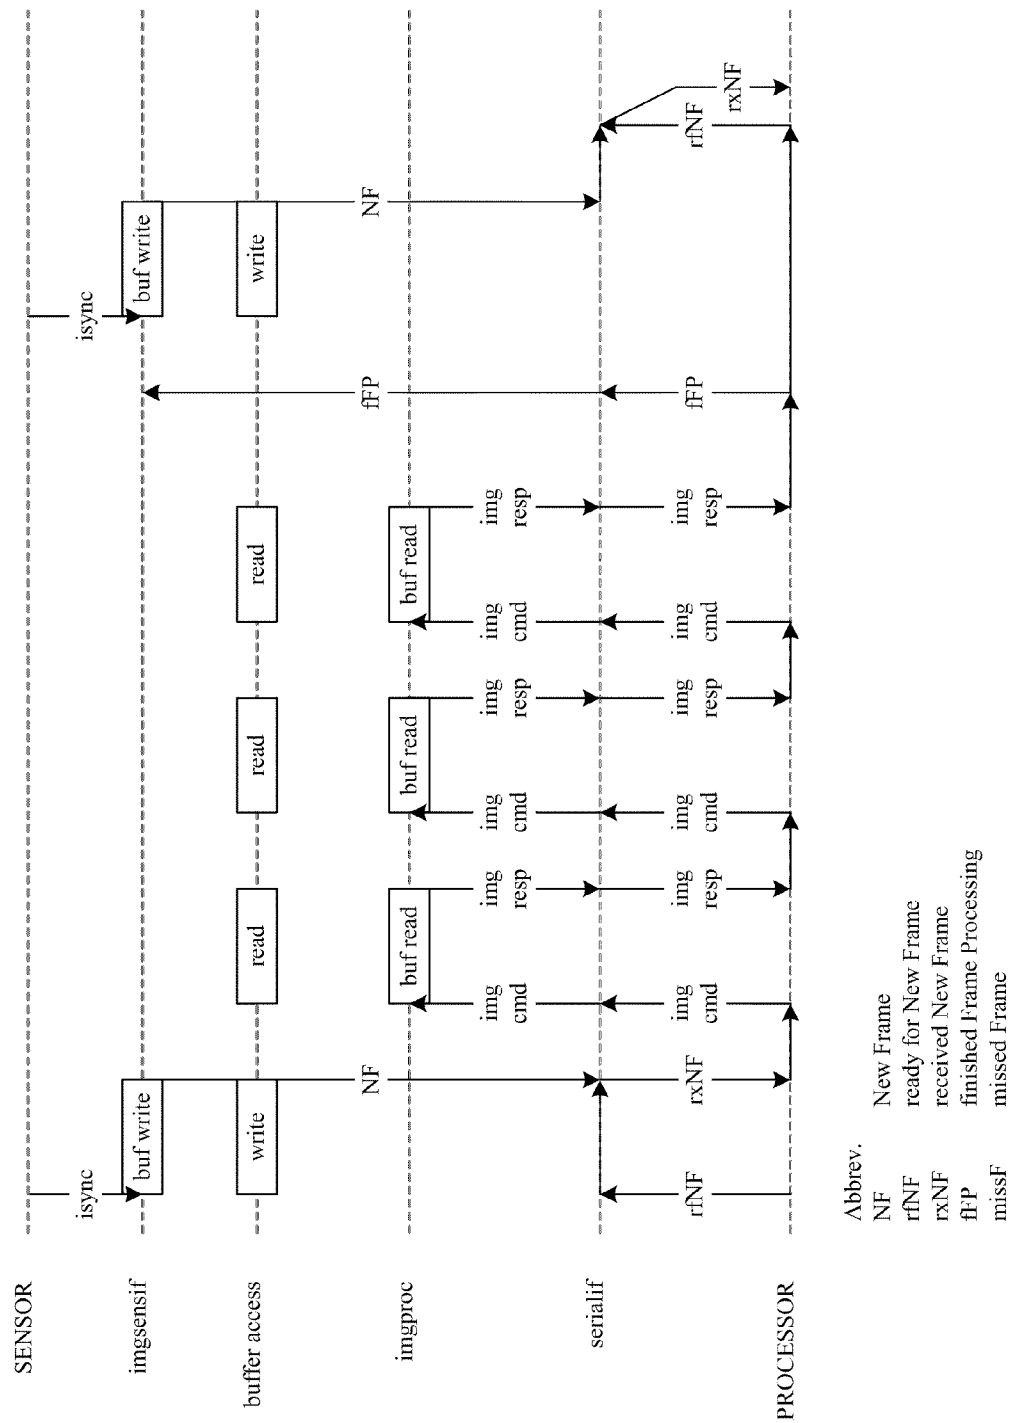 SENSOR
isync
isync
imgsensif
buf write
buf write
buffer access
write
read
read
read
write
NF
fFP
NF
imgproc
buf read
buf read
buf read
img
cmd
img
resp
img
cmd
img
resp
img
cmd
img
resp
serialif
rfNF
rxNF
img
cmd
img
resp
img
cmd
img
resp
img
cmd
img
resp
fFP
rfNF
rxNF
PROCESSOR
Abbrev.
NF New Frame
rfNF ready for New Frame
rxNF received New Frame
fFP finished Frame Processing
missF missed Frame